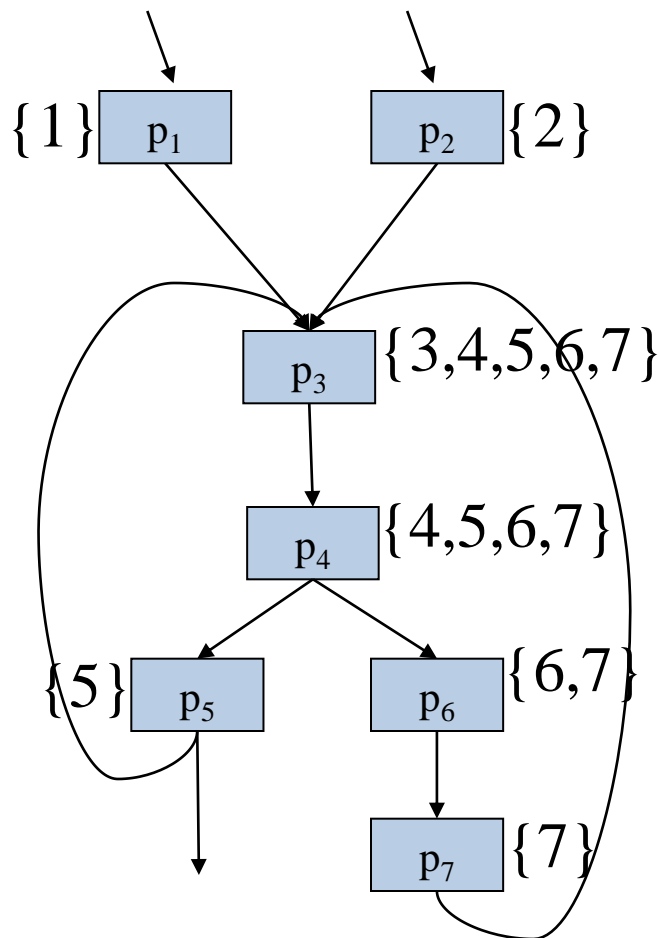 {1} p₁ p₂ {2}
p₃ {3,4,5,6,7}
p₄ {4,5,6,7}
{5} p₅ p₆ {6,7}
p₇ {7}